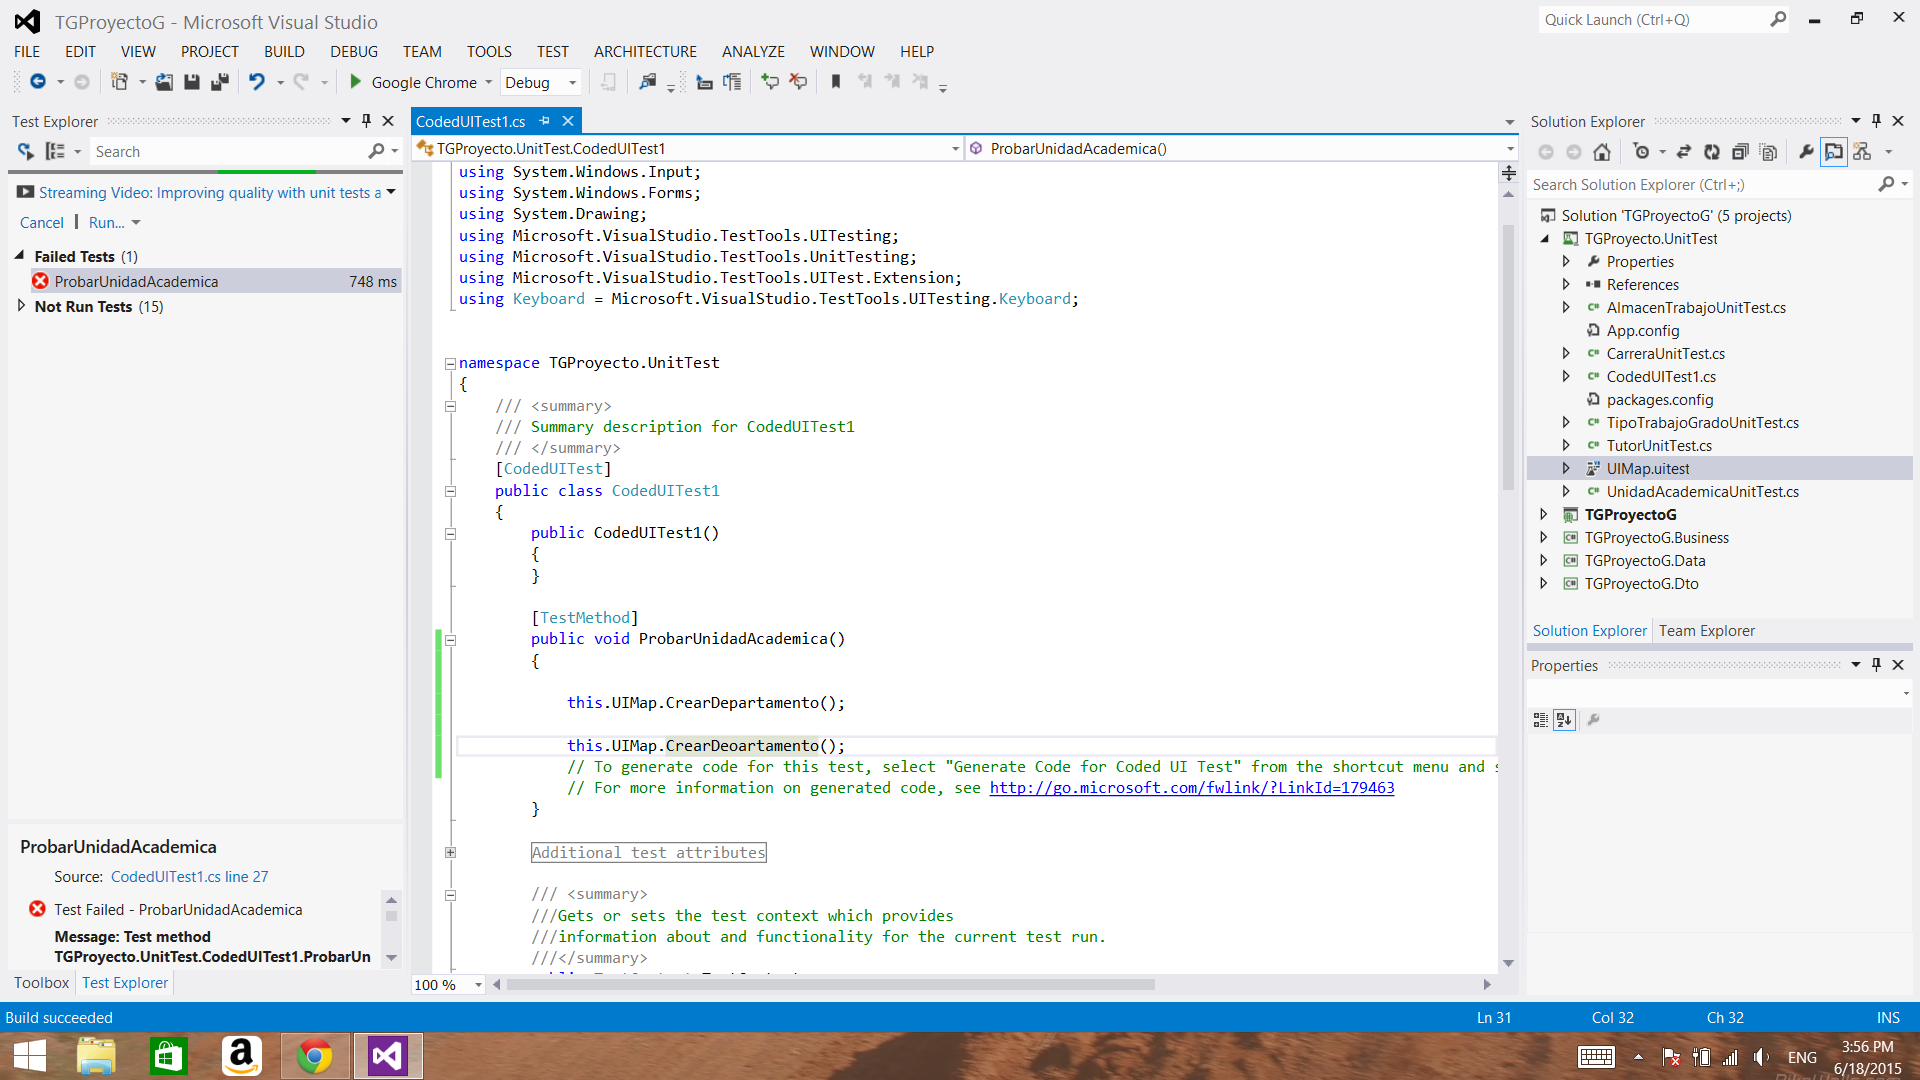 TGProyectoG - Microsoft Visual Studio
Quick Launch (Ctrl+Q)
FILE EDIT VIEW PROJECT BUILD DEBUG TEAM TOOLS TEST ARCHITECTURE ANALYZE WINDOW HELP
Google Chrome Debug
Test Explorer
Search
Streaming Video: Improving quality with unit tests a
Cancel | Run...
Failed Tests (1)
ProbarUnidadAcademica 748 ms
Not Run Tests (15)
ProbarUnidadAcademica
Source: CodedUITest1.cs line 27
Test Failed - ProbarUnidadAcademica
Message: Test method
TGProyecto.UnitTest.CodedUITest1.ProbarUn
Toolbox Test Explorer
CodedUITest1.cs
TGProyecto.UnitTest.CodedUITest1 ProbarUnidadAcademica()
using System.Windows.Input;
using System.Windows.Forms;
using System.Drawing;
using Microsoft.VisualStudio.TestTools.UITesting;
using Microsoft.VisualStudio.TestTools.UnitTesting;
using Microsoft.VisualStudio.TestTools.UITest.Extension;
using Keyboard = Microsoft.VisualStudio.TestTools.UITesting.Keyboard;
namespace TGProyecto.UnitTest
{
/// <summary>
/// Summary description for CodedUITest1
/// </summary>
[CodedUITest]
public class CodedUITest1
{
public CodedUITest1()
{
}
[TestMethod]
public void ProbarUnidadAcademica()
{
this.UIMap.CrearDepartamento();
this.UIMap.CrearDeoartamento();
// To generate code for this test, select "Generate Code for Coded UI Test" from the shortcut menu and s
// For more information on generated code, see http://go.microsoft.com/fwlink/?LinkId=179463
}
Additional test attributes
/// <summary>
///Gets or sets the test context which provides
///information about and functionality for the current test run.
///</summary>
100 %
Solution Explorer
Search Solution Explorer (Ctrl+;)
Solution 'TGProyectoG' (5 projects)
TGProyecto.UnitTest
Properties
References
AlmacenTrabajoUnitTest.cs
App.config
CarreraUnitTest.cs
CodedUITest1.cs
packages.config
TipoTrabajoGradoUnitTest.cs
TutorUnitTest.cs
UIMap.uitest
UnidadAcademicaUnitTest.cs
TGProyectoG
TGProyectoG.Business
TGProyectoG.Data
TGProyectoG.Dto
Solution Explorer Team Explorer
Properties
Build succeeded
Ln 31 Col 32 Ch 32 INS
ENG
3:56 PM
6/18/2015